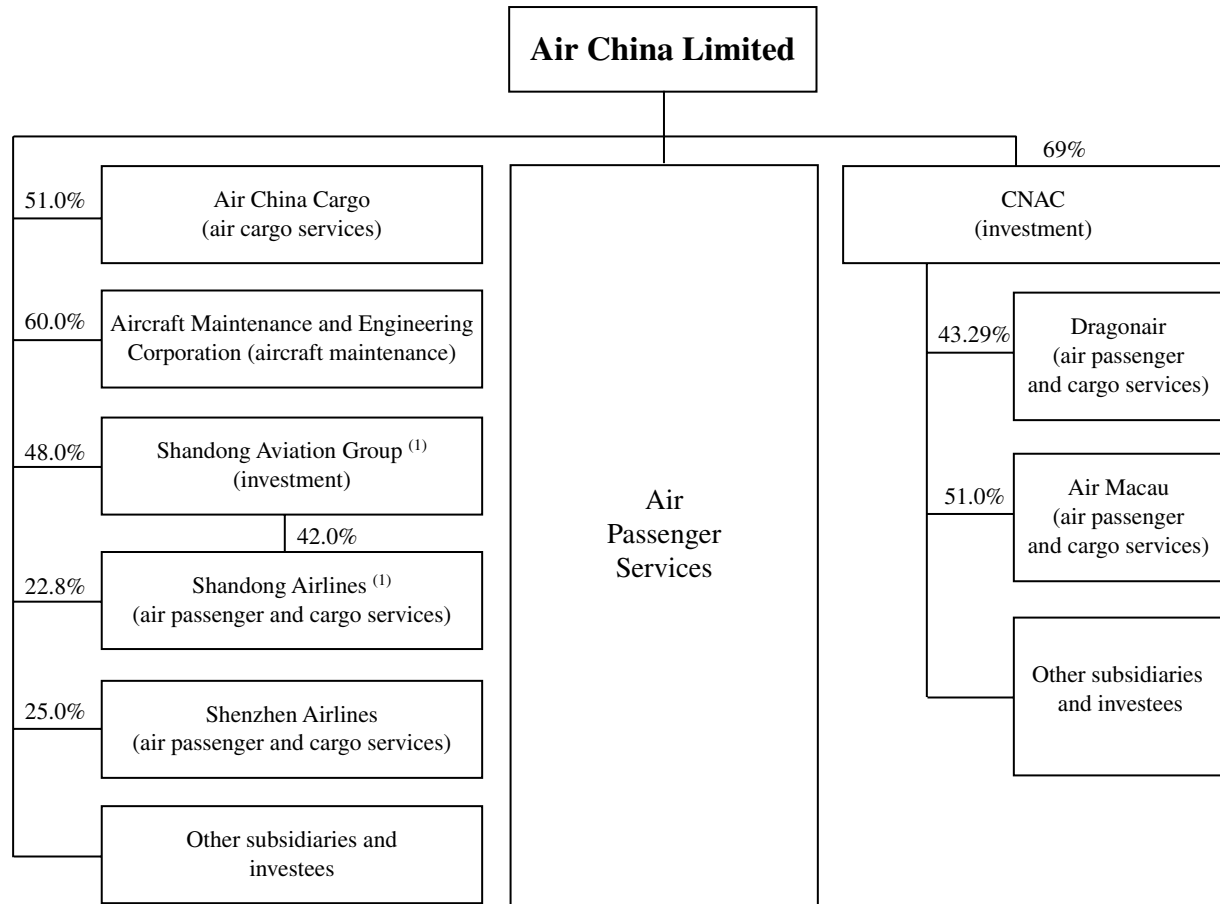 Air China Limited
51.0%
Air China Cargo
(air cargo services)
60.0%
Aircraft Maintenance and Engineering
Corporation (aircraft maintenance)
48.0%
Shandong Aviation Group (1)
(investment)
42.0%
22.8%
Shandong Airlines (1)
(air passenger and cargo services)
25.0%
Shenzhen Airlines
(air passenger and cargo services)
Other subsidiaries and
investees
Air
Passenger
Services
69%
CNAC
(investment)
43.29%
Dragonair
(air passenger
and cargo services)
51.0%
Air Macau
(air passenger
and cargo services)
Other subsidiaries
and investees